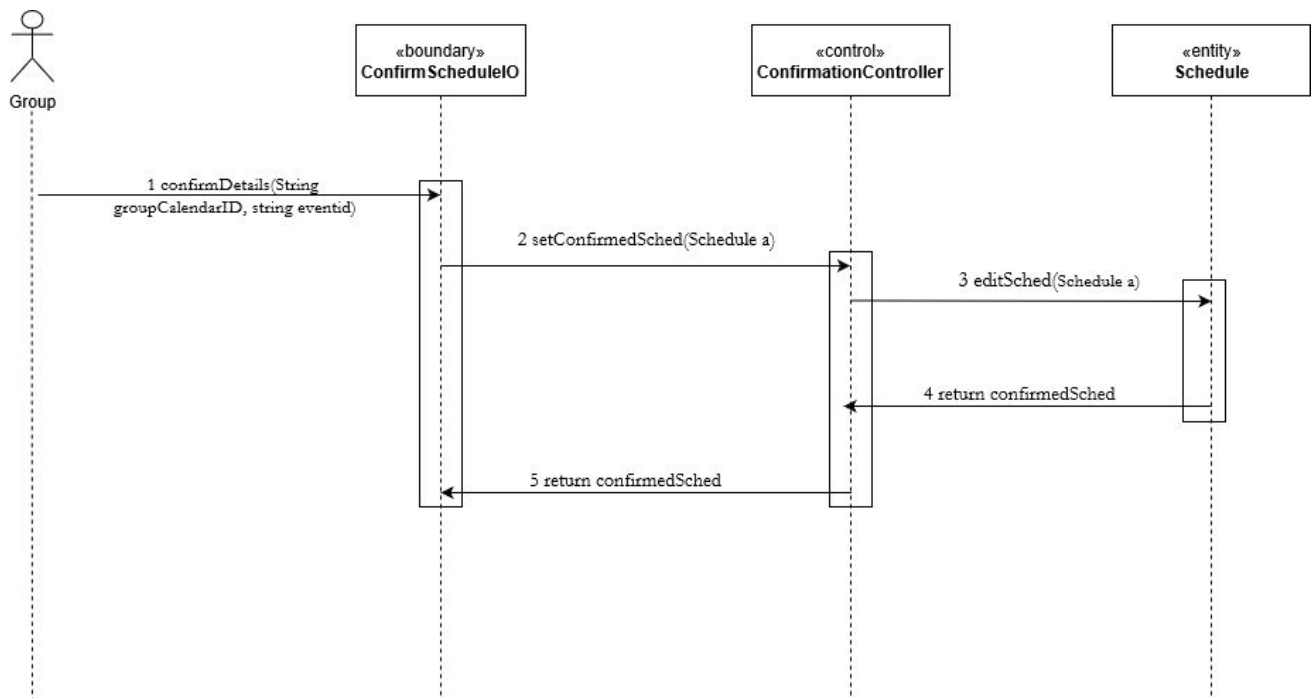 Group
«boundary»
ConfirmScheduleIO
«control»
ConfirmationController
«entity»
Schedule
1 confirmDetails(String
groupCalendarID, string eventid)
2 setConfirmedSched(Schedule a)
3 editSched(Schedule a)
4 return confirmedSched
5 return confirmedSched